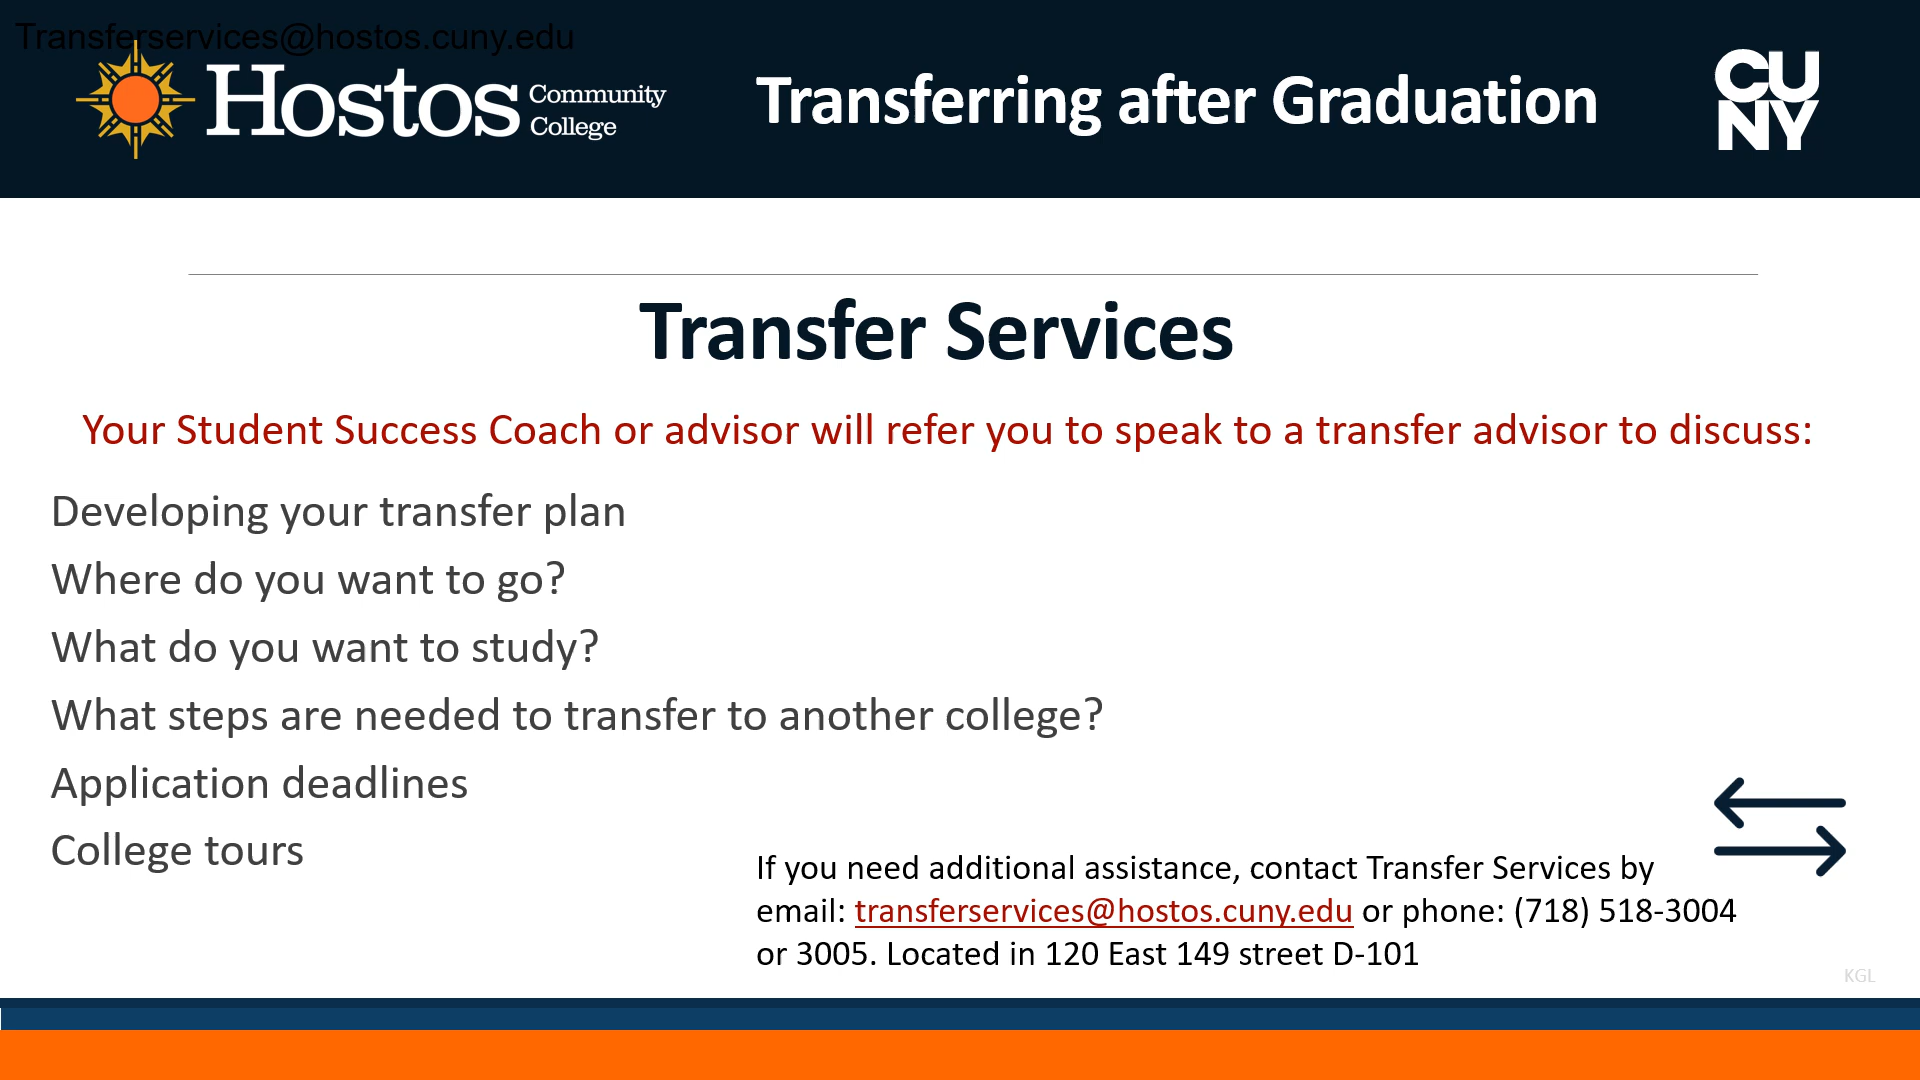 Transferservices@hostos.cuny.edu
Hostos Community College
Transferring after Graduation
CUNY
Transfer Services
Your Student Success Coach or advisor will refer you to speak to a transfer advisor to discuss:
Developing your transfer plan
Where do you want to go?
What do you want to study?
What steps are needed to transfer to another college?
Application deadlines
College tours
If you need additional assistance, contact Transfer Services by
email: transferservices@hostos.cuny.edu or phone: (718) 518-3004
or 3005. Located in 120 East 149 street D-101
KGL